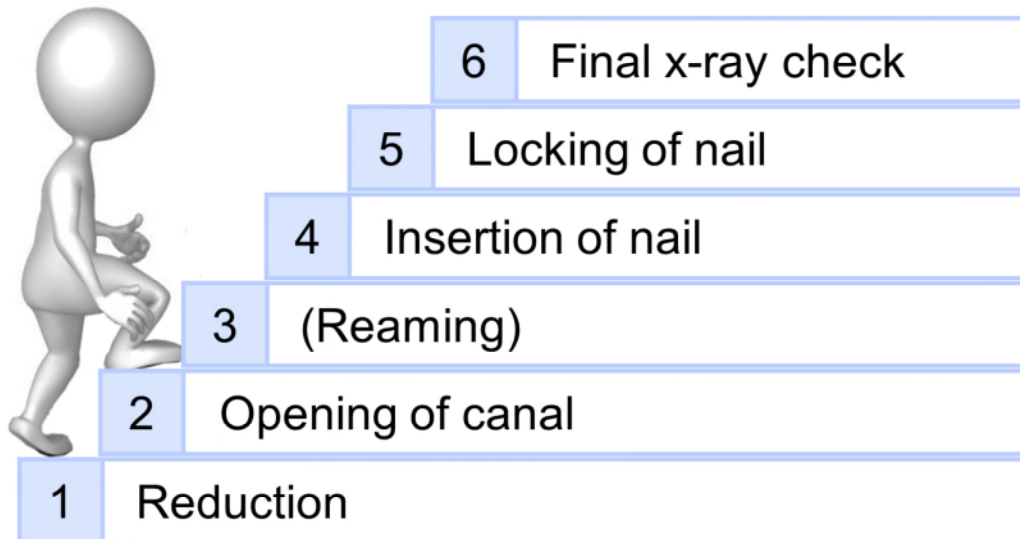 6 Final x-ray check
5 Locking of nail
4 Insertion of nail
3 (Reaming)
2 Opening of canal
1 Reduction